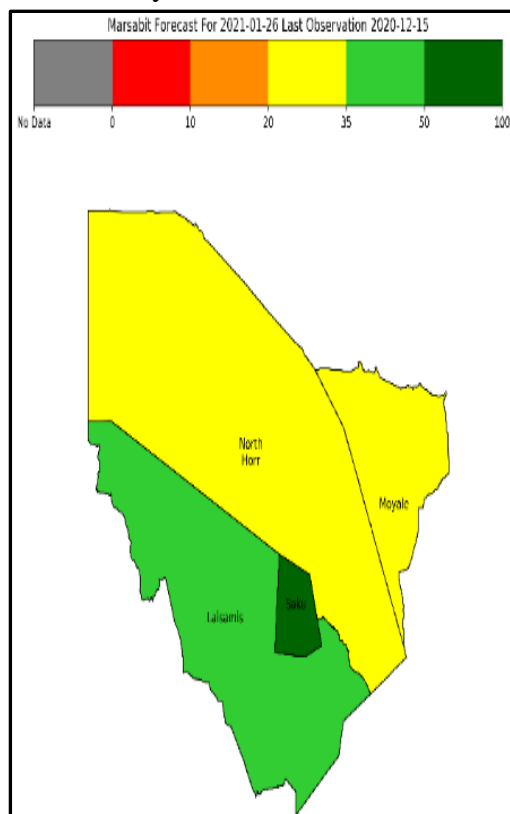 Marsabit Forecast For 2021-01-26 Last Observation 2020-12-15
No Data 0 10 20 35 50 100
North
Horr
Moyale
Saku
Laisamis